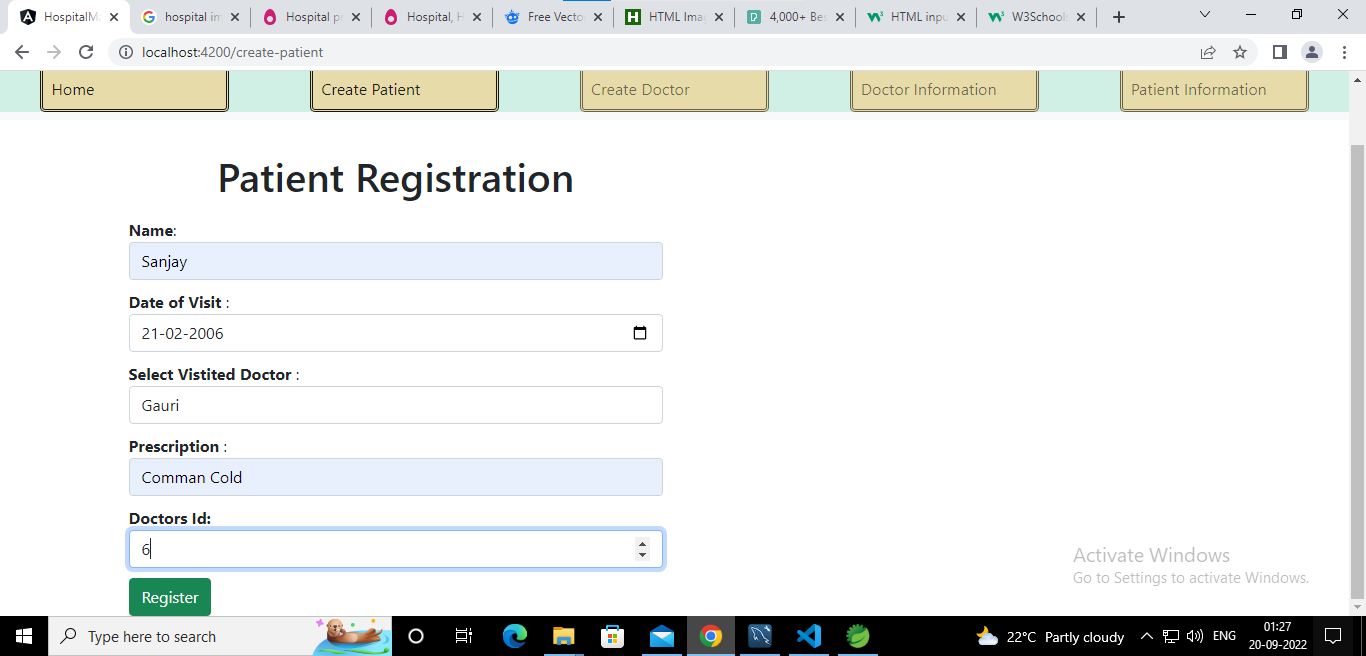 HospitalMa
hospital im
Hospital pr
Hospital, H
Free Vecto
HTML Imag
4,000+ Bes
HTML inpu
W3Schools
localhost:4200/create-patient
Home
Create Patient
Create Doctor
Doctor Information
Patient Information
Patient Registration
Name:
Sanjay
Date of Visit :
21-02-2006
Select Vistited Doctor :
Gauri
Prescription :
Comman Cold
Doctors Id:
6
Register
Activate Windows
Go to Settings to activate Windows.
Type here to search
22°C Partly cloudy
ENG
01:27
20-09-2022